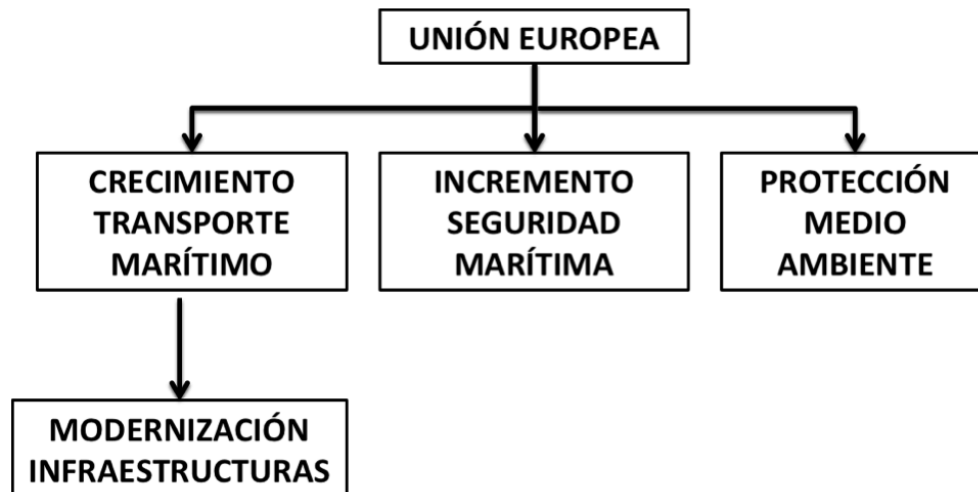 UNIÓN EUROPEA
CRECIMIENTO
TRANSPORTE
MARÍTIMO
INCREMENTO
SEGURIDAD
MARÍTIMA
PROTECCIÓN
MEDIO
AMBIENTE
MODERNIZACIÓN
INFRAESTRUCTURAS